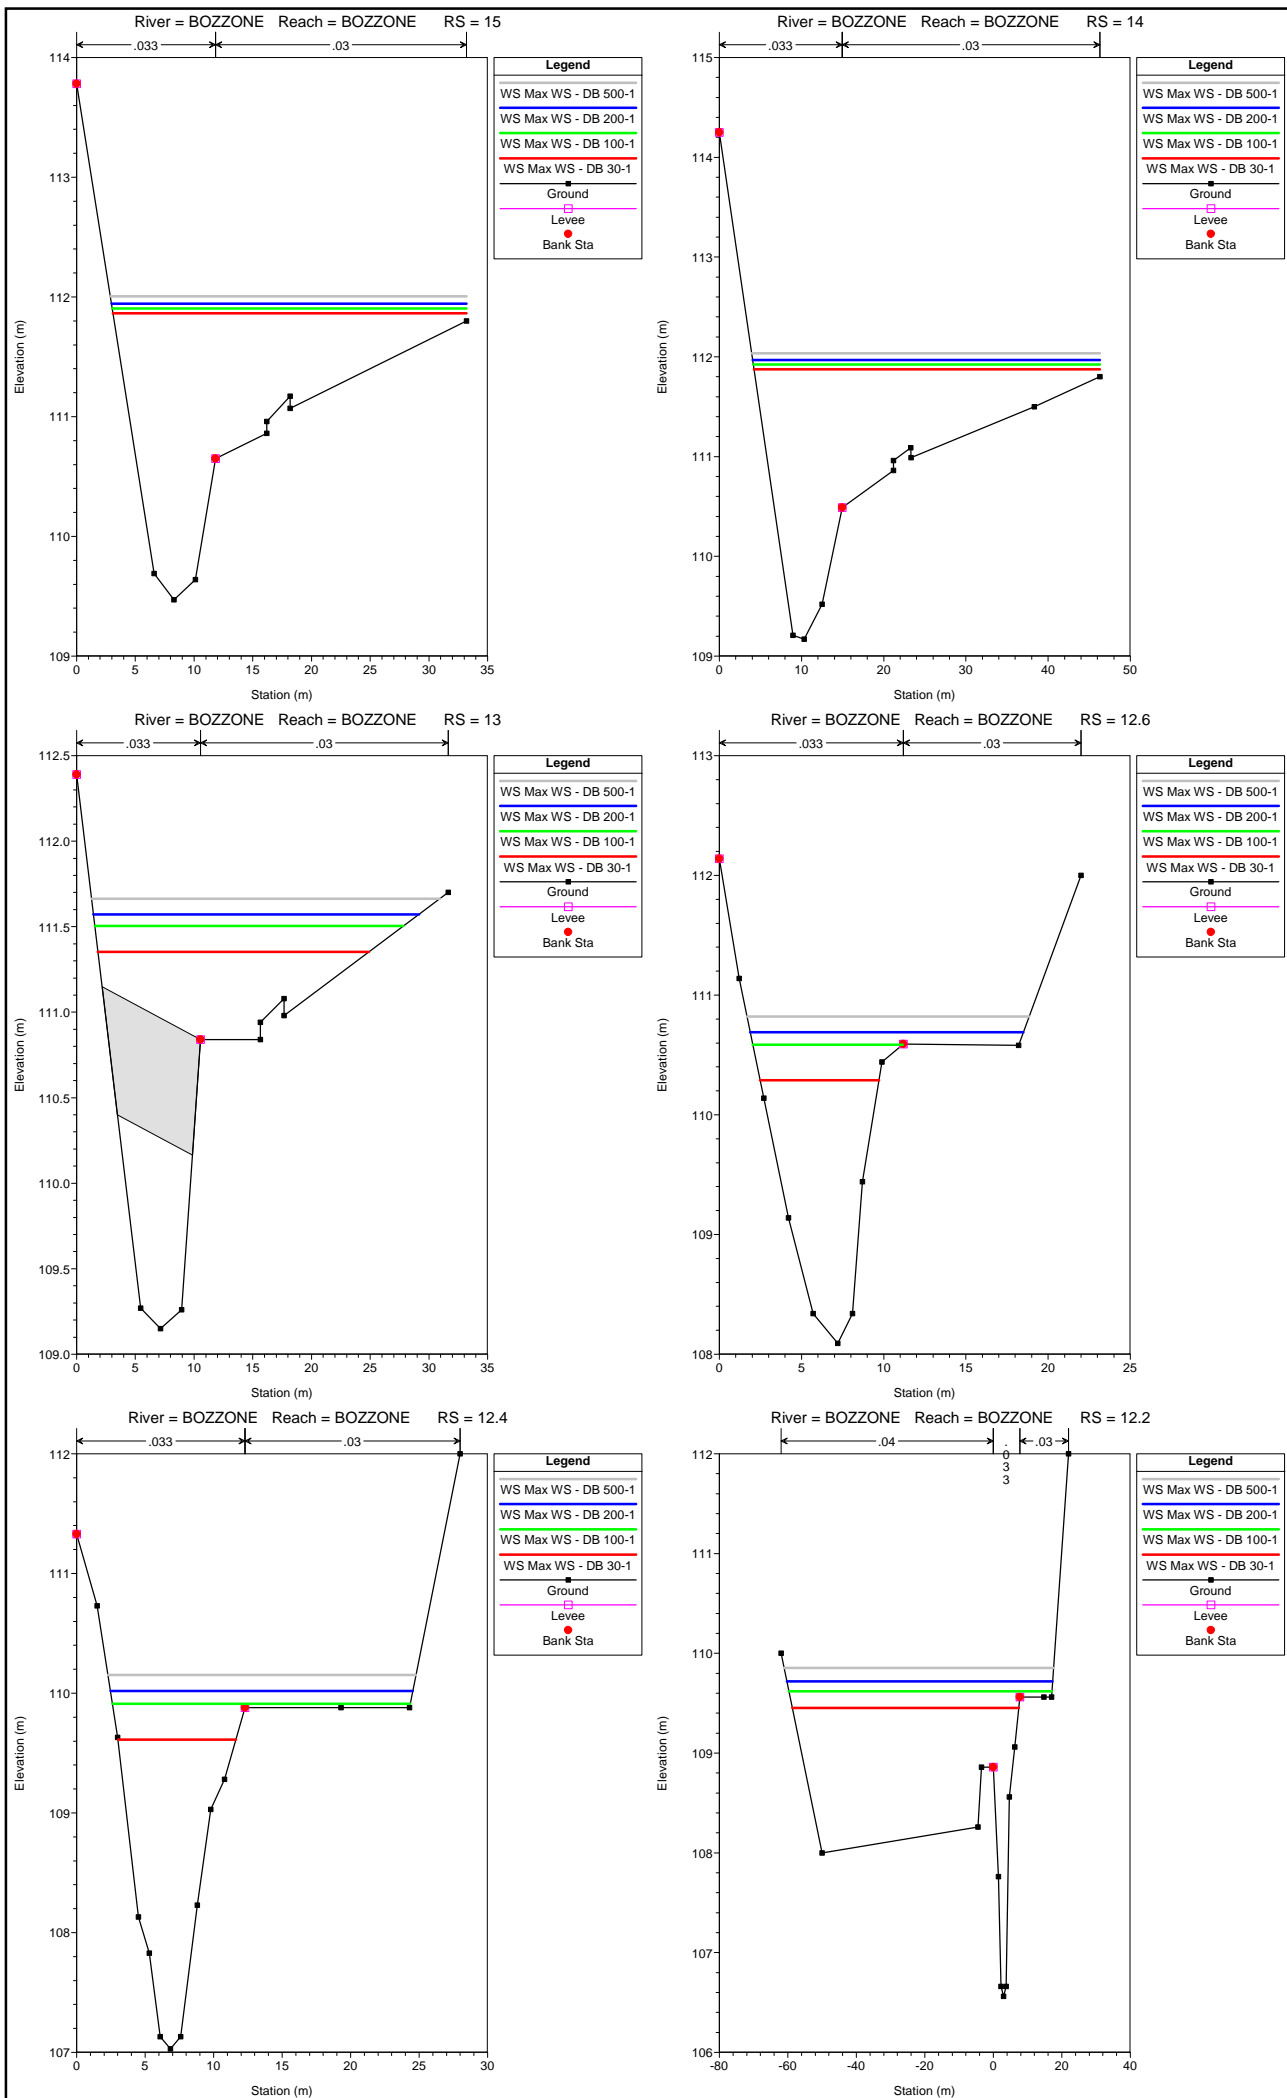 River = BOZZONE Reach = BOZZONE RS = 15
.033 .03
114
113
112
111
110
109
0 5 10 15 20 25 30 35
Station (m)
Elevation (m)
Legend
WS Max WS - DB 500-1
WS Max WS - DB 200-1
WS Max WS - DB 100-1
WS Max WS - DB 30-1
Ground
Levee
Bank Sta
River = BOZZONE Reach = BOZZONE RS = 14
.033 .03
115
114
113
112
111
110
109
0 10 20 30 40 50
Station (m)
Elevation (m)
Legend
WS Max WS - DB 500-1
WS Max WS - DB 200-1
WS Max WS - DB 100-1
WS Max WS - DB 30-1
Ground
Levee
Bank Sta
River = BOZZONE Reach = BOZZONE RS = 13
.033 .03
112.5
112.0
111.5
111.0
110.5
110.0
109.5
109.0
0 5 10 15 20 25 30 35
Station (m)
Elevation (m)
Legend
WS Max WS - DB 500-1
WS Max WS - DB 200-1
WS Max WS - DB 100-1
WS Max WS - DB 30-1
Ground
Levee
Bank Sta
River = BOZZONE Reach = BOZZONE RS = 12.6
.033 .03
113
112
111
110
109
108
0 5 10 15 20 25
Station (m)
Elevation (m)
Legend
WS Max WS - DB 500-1
WS Max WS - DB 200-1
WS Max WS - DB 100-1
WS Max WS - DB 30-1
Ground
Levee
Bank Sta
River = BOZZONE Reach = BOZZONE RS = 12.4
.033 .03
112
111
110
109
108
107
0 5 10 15 20 25 30
Station (m)
Elevation (m)
Legend
WS Max WS - DB 500-1
WS Max WS - DB 200-1
WS Max WS - DB 100-1
WS Max WS - DB 30-1
Ground
Levee
Bank Sta
River = BOZZONE Reach = BOZZONE RS = 12.2
.04 .033 .03
112
111
110
109
108
107
106
-80 -60 -40 -20 0 20 40
Station (m)
Elevation (m)
Legend
WS Max WS - DB 500-1
WS Max WS - DB 200-1
WS Max WS - DB 100-1
WS Max WS - DB 30-1
Ground
Levee
Bank Sta